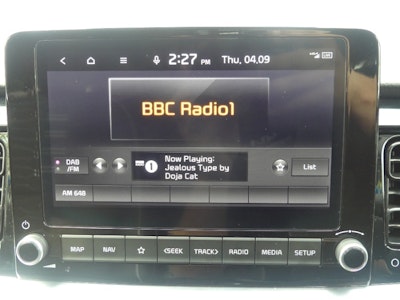 2:27 PM Thu, 04.09
BBC Radio1
DAB
/FM
1
Now Playing:
Jealous Type by
Doja Cat
List
AM 648
MAP NAV <SEEK TRACK> RADIO MEDIA SETUP